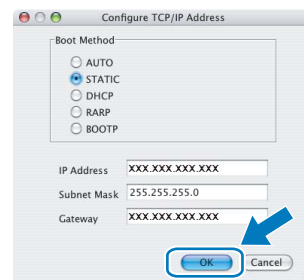 Configure TCP/IP Address
Boot Method
AUTO
STATIC
DHCP
RARP
BOOTP
IP Address XXX.XXX.XXX.XXX
Subnet Mask 255.255.255.0
Gateway XXX.XXX.XXX.XXX
OK Cancel